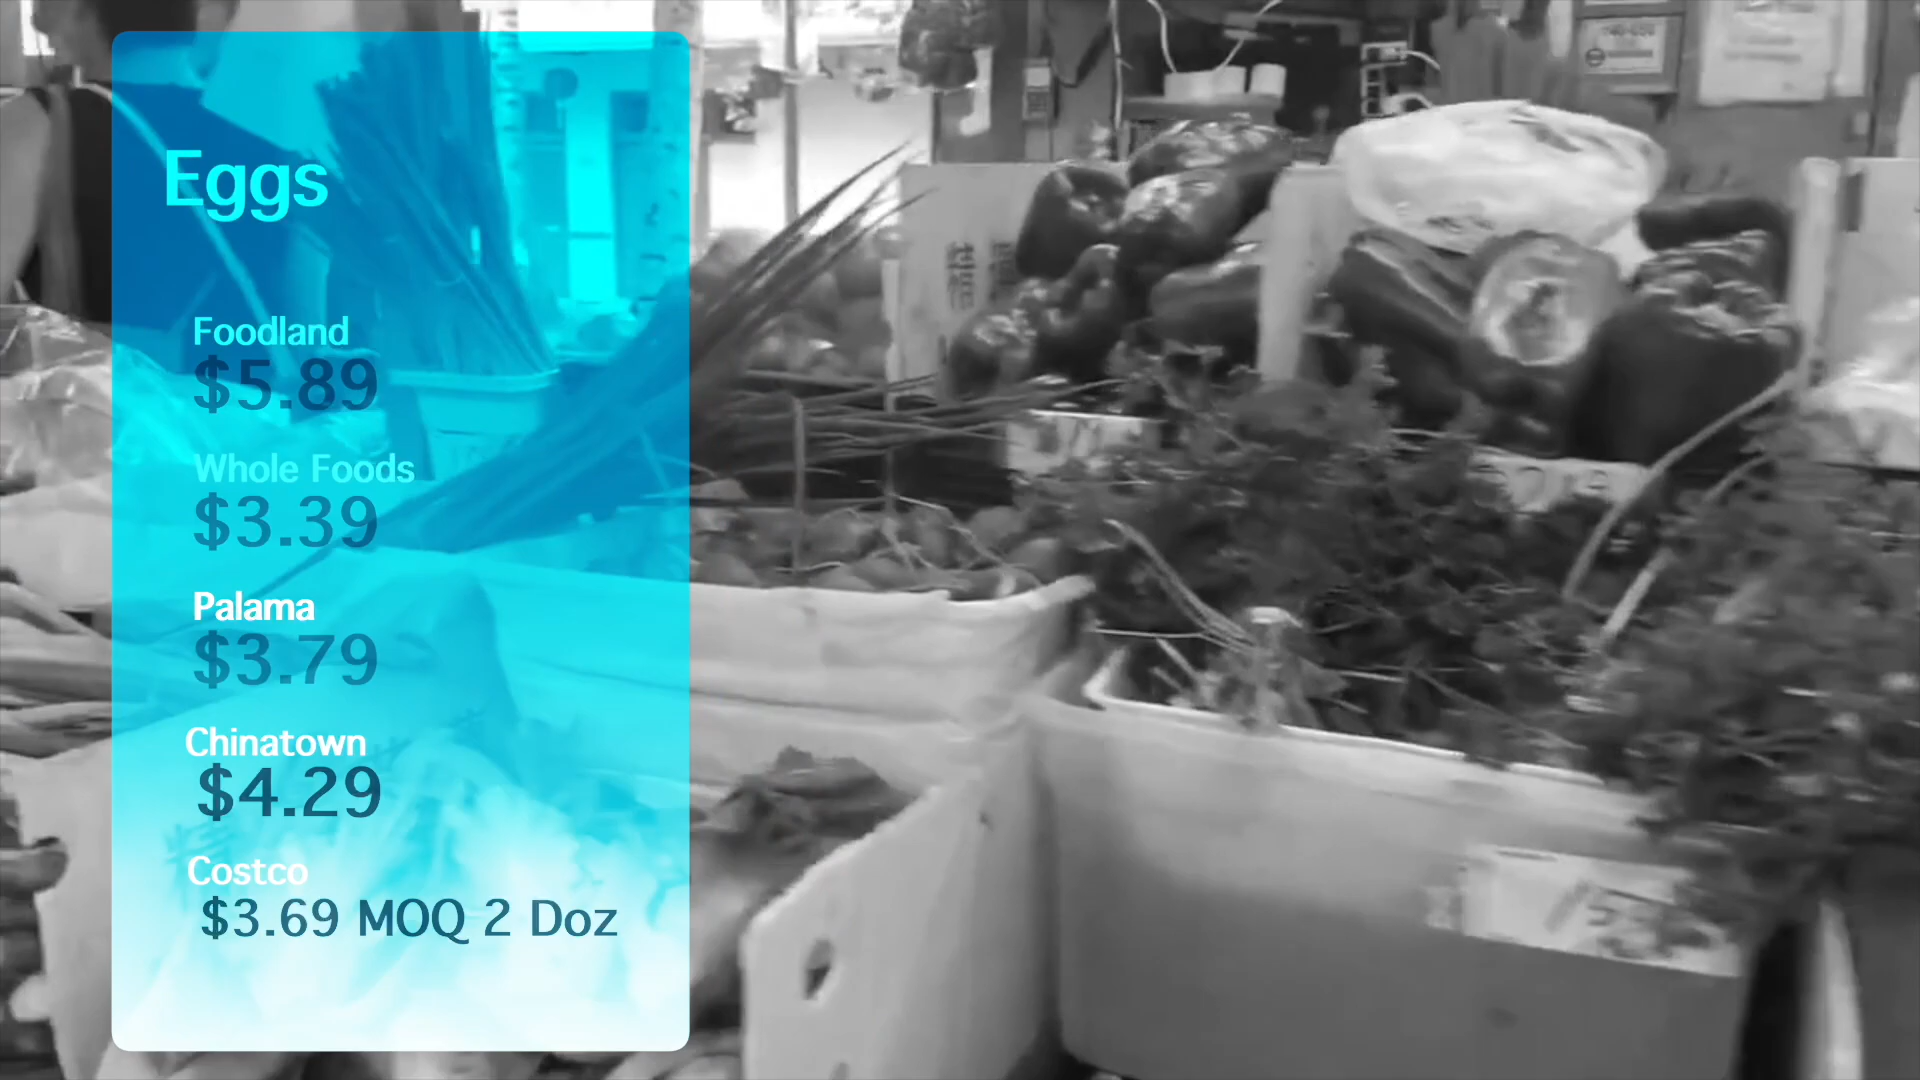 Eggs
Foodland
$5.89
Whole Foods
$3.39
Palama
$3.79
Chinatown
$4.29
Costco
$3.69 MOQ 2 Doz